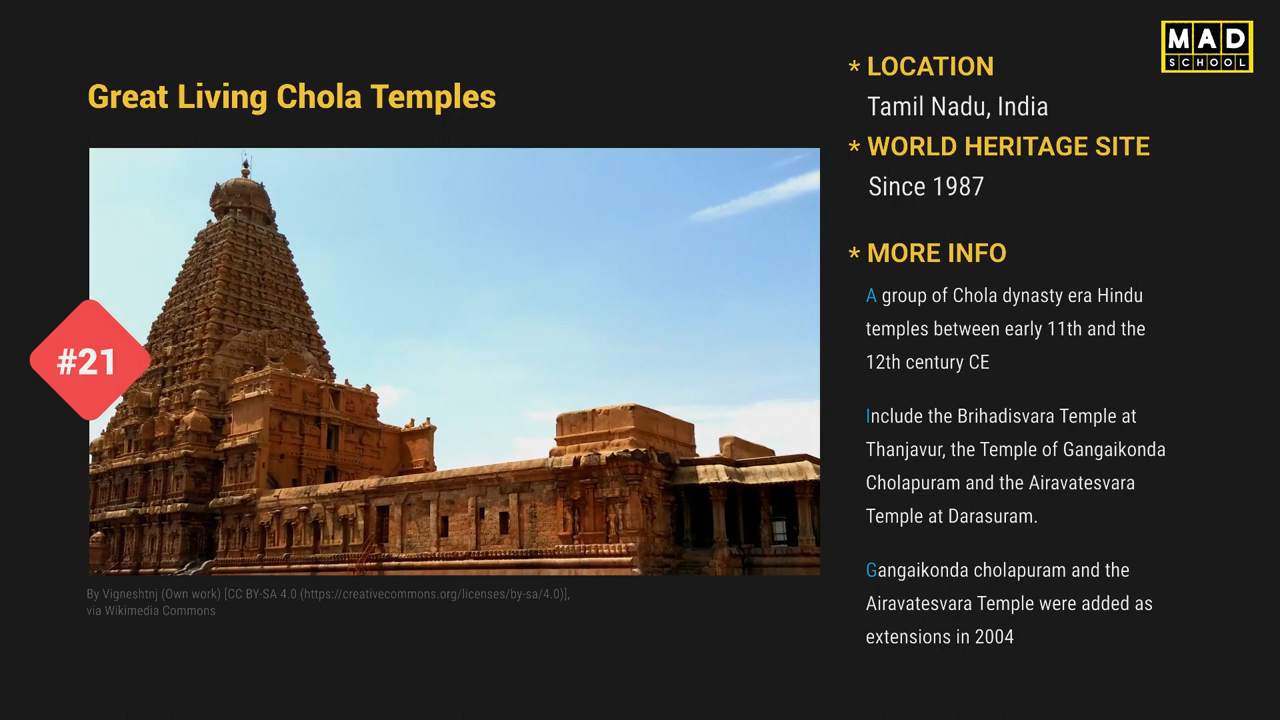 MAD
SCHOOL
Great Living Chola Temples
#21
By Vigneshtnj (Own work) [CC BY-SA 4.0 (https://creativecommons.org/licenses/by-sa/4.0)],
via Wikimedia Commons
* LOCATION
Tamil Nadu, India
* WORLD HERITAGE SITE
Since 1987
* MORE INFO
A group of Chola dynasty era Hindu
temples between early 11th and the
12th century CE
Include the Brihadisvara Temple at
Thanjavur, the Temple of Gangaikonda
Cholapuram and the Airavatesvara
Temple at Darasuram.
Gangaikonda cholapuram and the
Airavatesvara Temple were added as
extensions in 2004